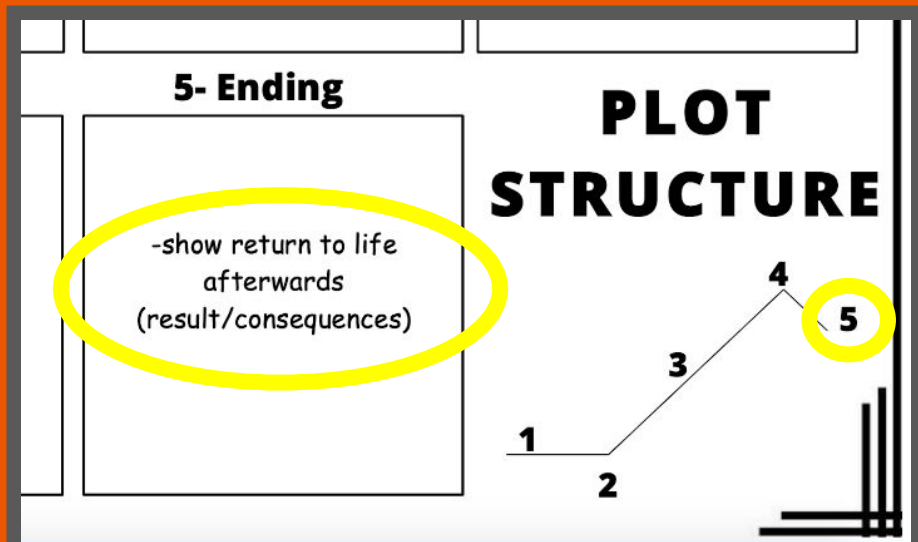 5- Ending
-show return to life
afterwards
(result/consequences)
PLOT
STRUCTURE
4
5
3
1
2